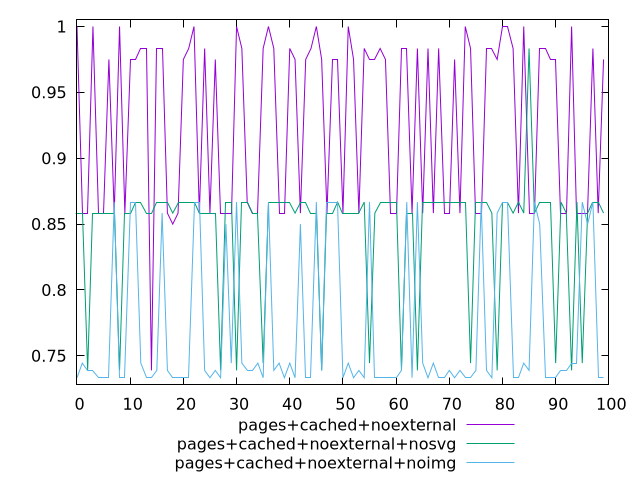 1
0.95
0.9
0.85
0.8
0.75
0 10 20 30 40 50 60 70 80 90 100
pages+cached+noexternal
pages+cached+noexternal+nosvg
pages+cached+noexternal+noimg